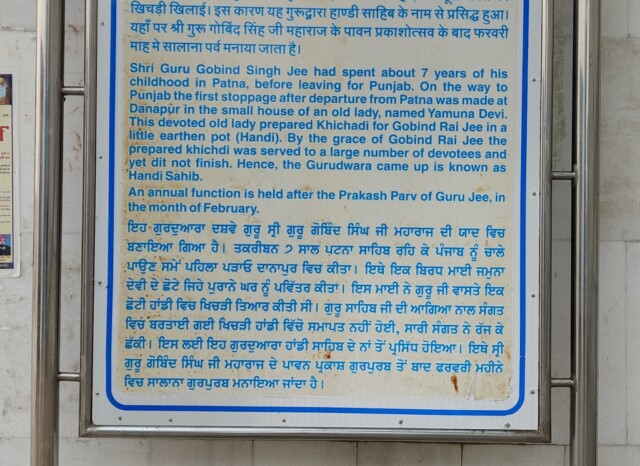 खिचड़ी खिलाई। इस कारण यह गुरूद्वारा हाण्डी साहिब के नाम से प्रसिद्ध हुआ।
यहाँ पर श्री गुरू गोबिंद सिंह जी महाराज के पावन प्रकाशोत्सव के बाद फरवरी
माह मे सालाना पर्व मनाया जाता है।
Shri Guru Gobind Singh Jee had spent about 7 years of his
childhood in Patna, before leaving for Punjab. On the way to
Punjab the first stoppage after departure from Patna was made at
Danapur in the small house of an old lady, named Yamuna Devi.
This devoted old lady prepared Khichadi for Gobind Rai Jee in a
little earthen pot (Handi). By the grace of Gobind Rai Jee the
prepared khichdi was served to a large number of devotees and
yet dit not finish. Hence, the Gurudwara came up is known as
Handi Sahib.
An annual function is held after the Prakash Parv of Guru Jee, in
the month of February.
ਇਹ ਗੁਰਦੁਆਰਾ ਦਸ਼ਵੇ ਗੁਰੂ ਸ੍ਰੀ ਗੁਰੂ ਗੋਬਿੰਦ ਸਿੰਘ ਜੀ ਮਹਾਰਾਜ ਦੀ ਯਾਦ ਵਿਚ
ਬਣਾਇਆ ਗਿਆ ਹੈ। ਤਕਰੀਬਨ ੭ ਸਾਲ ਪਟਨਾ ਸਾਹਿਬ ਰਹਿ ਕੇ ਪੰਜਾਬ ਨੂੰ ਚਾਲੇ
ਪਾਉਣ ਸਮੇਂ ਪਹਿਲਾ ਪੜਾਓ ਦਾਨਾਪੁਰ ਵਿਚ ਕੀਤਾ। ਇਥੇ ਇਕ ਬਿਰਧ ਮਾਈ ਜਮੁਨਾ
ਦੇਵੀ ਦੇ ਛੋਟੇ ਜਿਹੇ ਪੁਰਾਨੇ ਘਰ ਨੂੰ ਪਵਿੱਤਰ ਕੀਤਾਂ। ਇਸ ਮਾਈ ਨੇ ਗੁਰੂ ਜੀ ਵਾਸਤੇ ਇਕ
ਛੋਟੀ ਹਾਂਡੀ ਵਿਚ ਖਿਚੜੀ ਤਿਆਰ ਕੀਤੀ ਸੀ। ਗੁਰੂ ਸਾਹਿਬ ਜੀ ਦੀ ਆਗਿਆ ਨਾਲ ਸੰਗਤ
ਵਿਚ ਬਰਤਾਈ ਗਈ ਖਿਚੜੀ ਹਾਂਡੀ ਵਿੱਚੋ ਸਮਾਪਤ ਨਹੀਂ ਹੋਈ, ਸਾਰੀ ਸੰਗਤ ਨੇ ਰੱਜ ਕੇ
ਛੱਕੀ। ਇਸ ਲਈ ਇਹ ਗੁਰਦੁਆਰਾ ਹਾਂਡੀ ਸਾਹਿਬ ਦੇ ਨਾਂ ਤੋਂ ਪ੍ਰਸਿੱਧ ਹੋਇਆ। ਇਥੇ ਸ੍ਰੀ
ਗੁਰੂ ਗੋਬਿੰਦ ਸਿੰਘ ਜੀ ਮਹਾਰਾਜ ਦੇ ਪਾਵਨ ਪ੍ਰਕਾਸ਼ ਗੁਰਪੁਰਬ ਤੋਂ ਬਾਦ ਫਰਵਰੀ ਮਹੀਨੇ
ਵਿਚ ਸਾਲਾਨਾ ਗੁਰਪੁਰਬ ਮਨਾਇਆ ਜਾਂਦਾ ਹੈ।